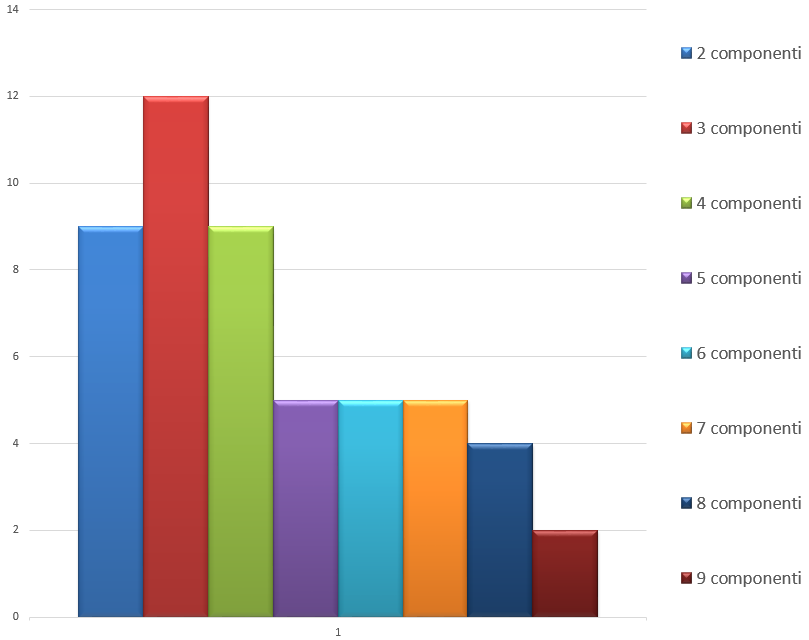 14
12
10
8
6
4
2
0
1
2 componenti
3 componenti
4 componenti
5 componenti
6 componenti
7 componenti
8 componenti
9 componenti